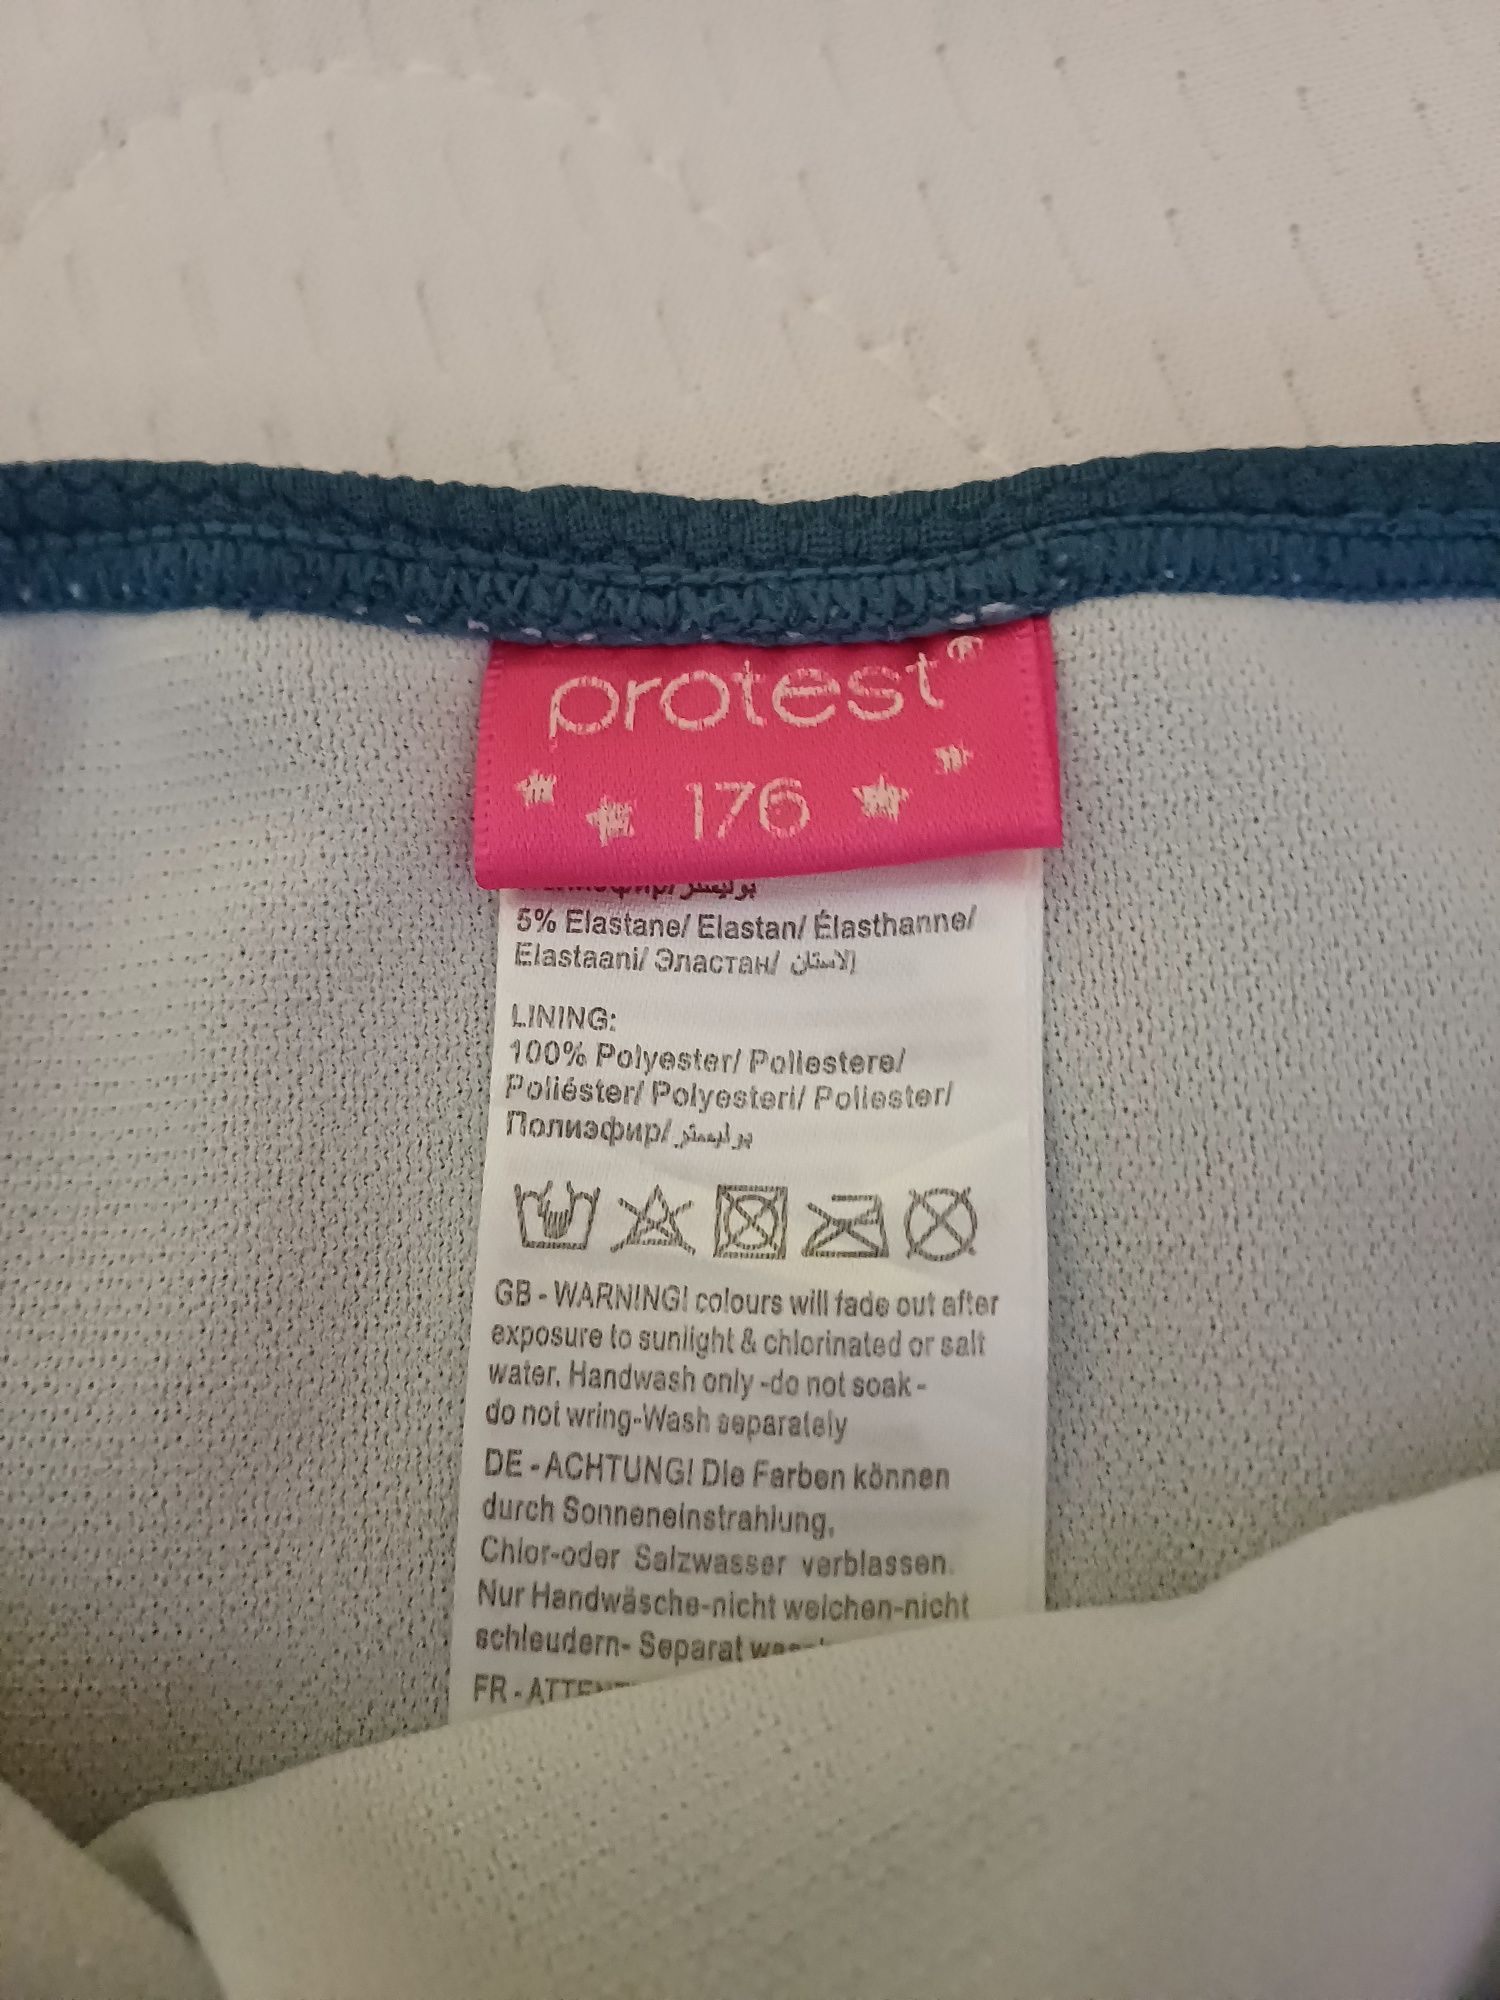 protest®
176
بوليستر
5% Elastane/ Elastan/ Élasthanne/
Elastaani/ Эластан/ الاستان
LINING:
100% Polyester/ Poliestere/
Poliéster/ Polyesteri/ Poliester/
Полиэфир/ بوليستر
GB - WARNING! colours will fade out after
exposure to sunlight & chlorinated or salt
water. Handwash only -do not soak -
do not wring-Wash separately
DE - ACHTUNG! Die Farben können
durch Sonneneinstrahlung,
Chlor-oder Salzwasser verblassen.
Nur Handwäsche-nicht weichen-nicht
schleudern- Separat
FR -